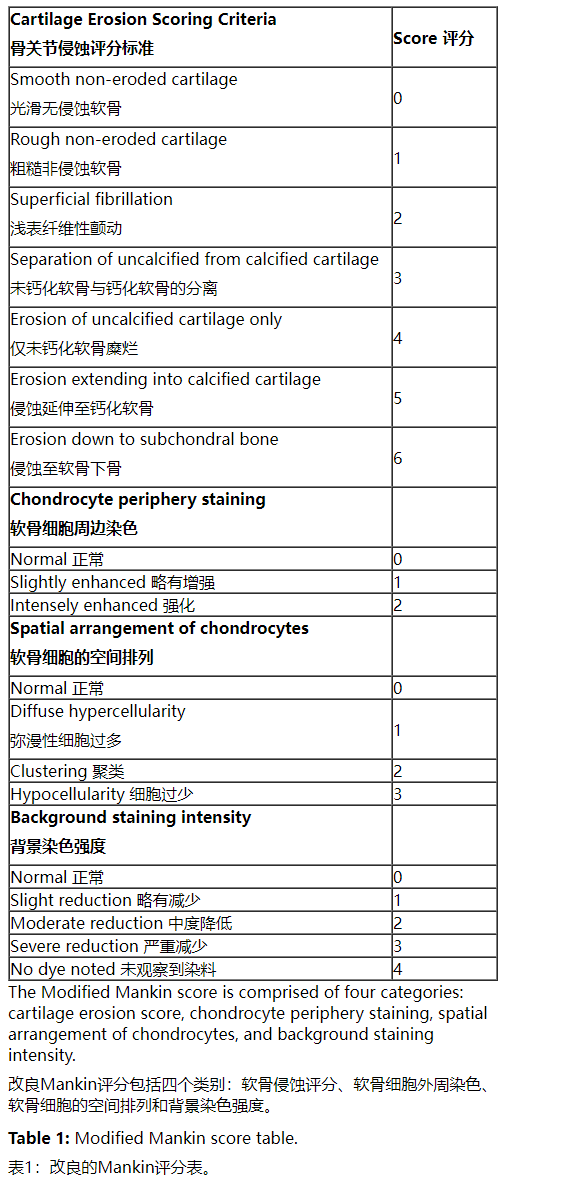 Cartilage Erosion Scoring Criteria
骨关节侵蚀评分标准
Score 评分
Smooth non-eroded cartilage
光滑无侵蚀软骨
0
Rough non-eroded cartilage
粗糙非侵蚀软骨
1
Superficial fibrillation
浅表纤维性颤动
2
Separation of uncalcified from calcified cartilage
未钙化软骨与钙化软骨的分离
3
Erosion of uncalcified cartilage only
仅未钙化软骨糜烂
4
Erosion extending into calcified cartilage
侵蚀延伸至钙化软骨
5
Erosion down to subchondral bone
侵蚀至软骨下骨
6
Chondrocyte periphery staining
软骨细胞周边染色
Normal 正常 0
Slightly enhanced 略有增强 1
Intensely enhanced 强化 2
Spatial arrangement of chondrocytes
软骨细胞的空间排列
Normal 正常 0
Diffuse hypercellularity
弥漫性细胞过多
1
Clustering 聚类 2
Hypocellularity 细胞过少 3
Background staining intensity
背景染色强度
Normal 正常 0
Slight reduction 略有减少 1
Moderate reduction 中度降低 2
Severe reduction 严重减少 3
No dye noted 未观察到染料 4
The Modified Mankin score is comprised of four categories:
cartilage erosion score, chondrocyte periphery staining, spatial
arrangement of chondrocytes, and background staining
intensity.
改良Mankin评分包括四个类别：软骨侵蚀评分、软骨细胞外周染色、
软骨细胞的空间排列和背景染色强度。
Table 1: Modified Mankin score table.
表1：改良的Mankin评分表。